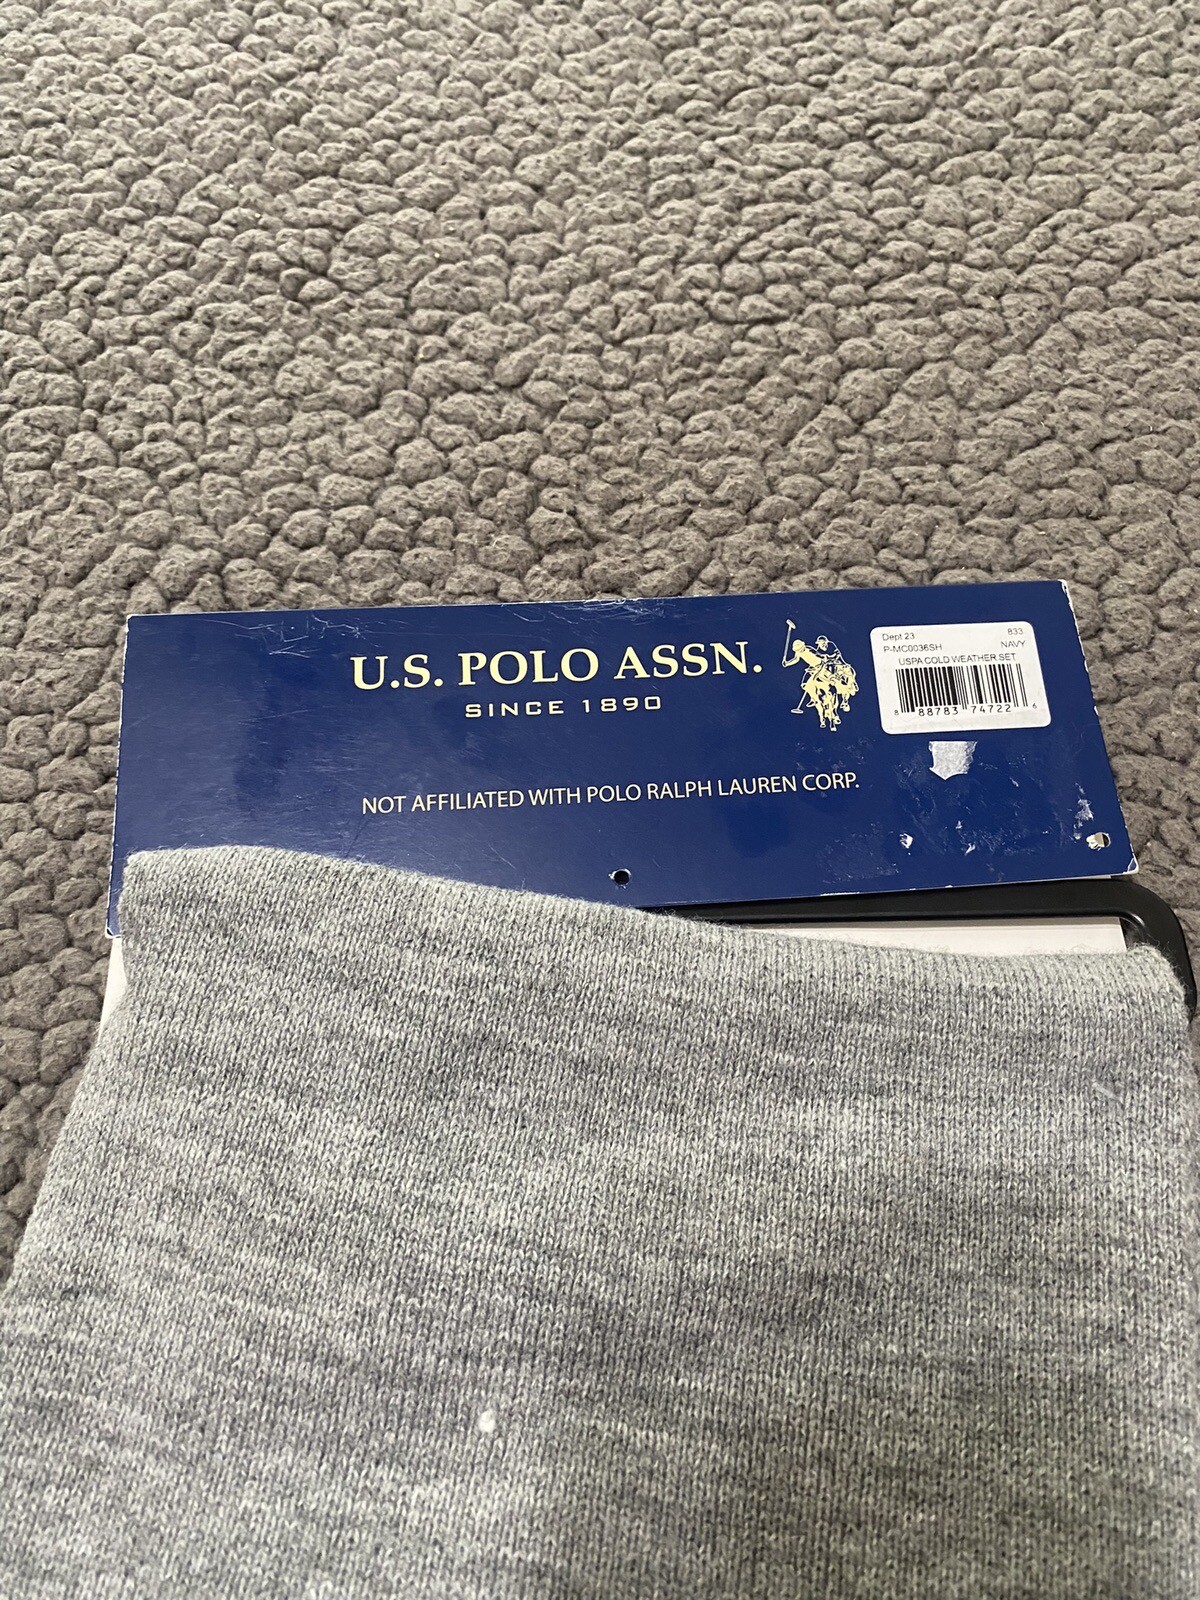 U.S. POLO ASSN.
SINCE 1890
NOT AFFILIATED WITH POLO RALPH LAUREN CORP.
Dept 23 833
P-MC0036SH NAVY
USPA COLD WEATHER SET
8 88783 74722 6